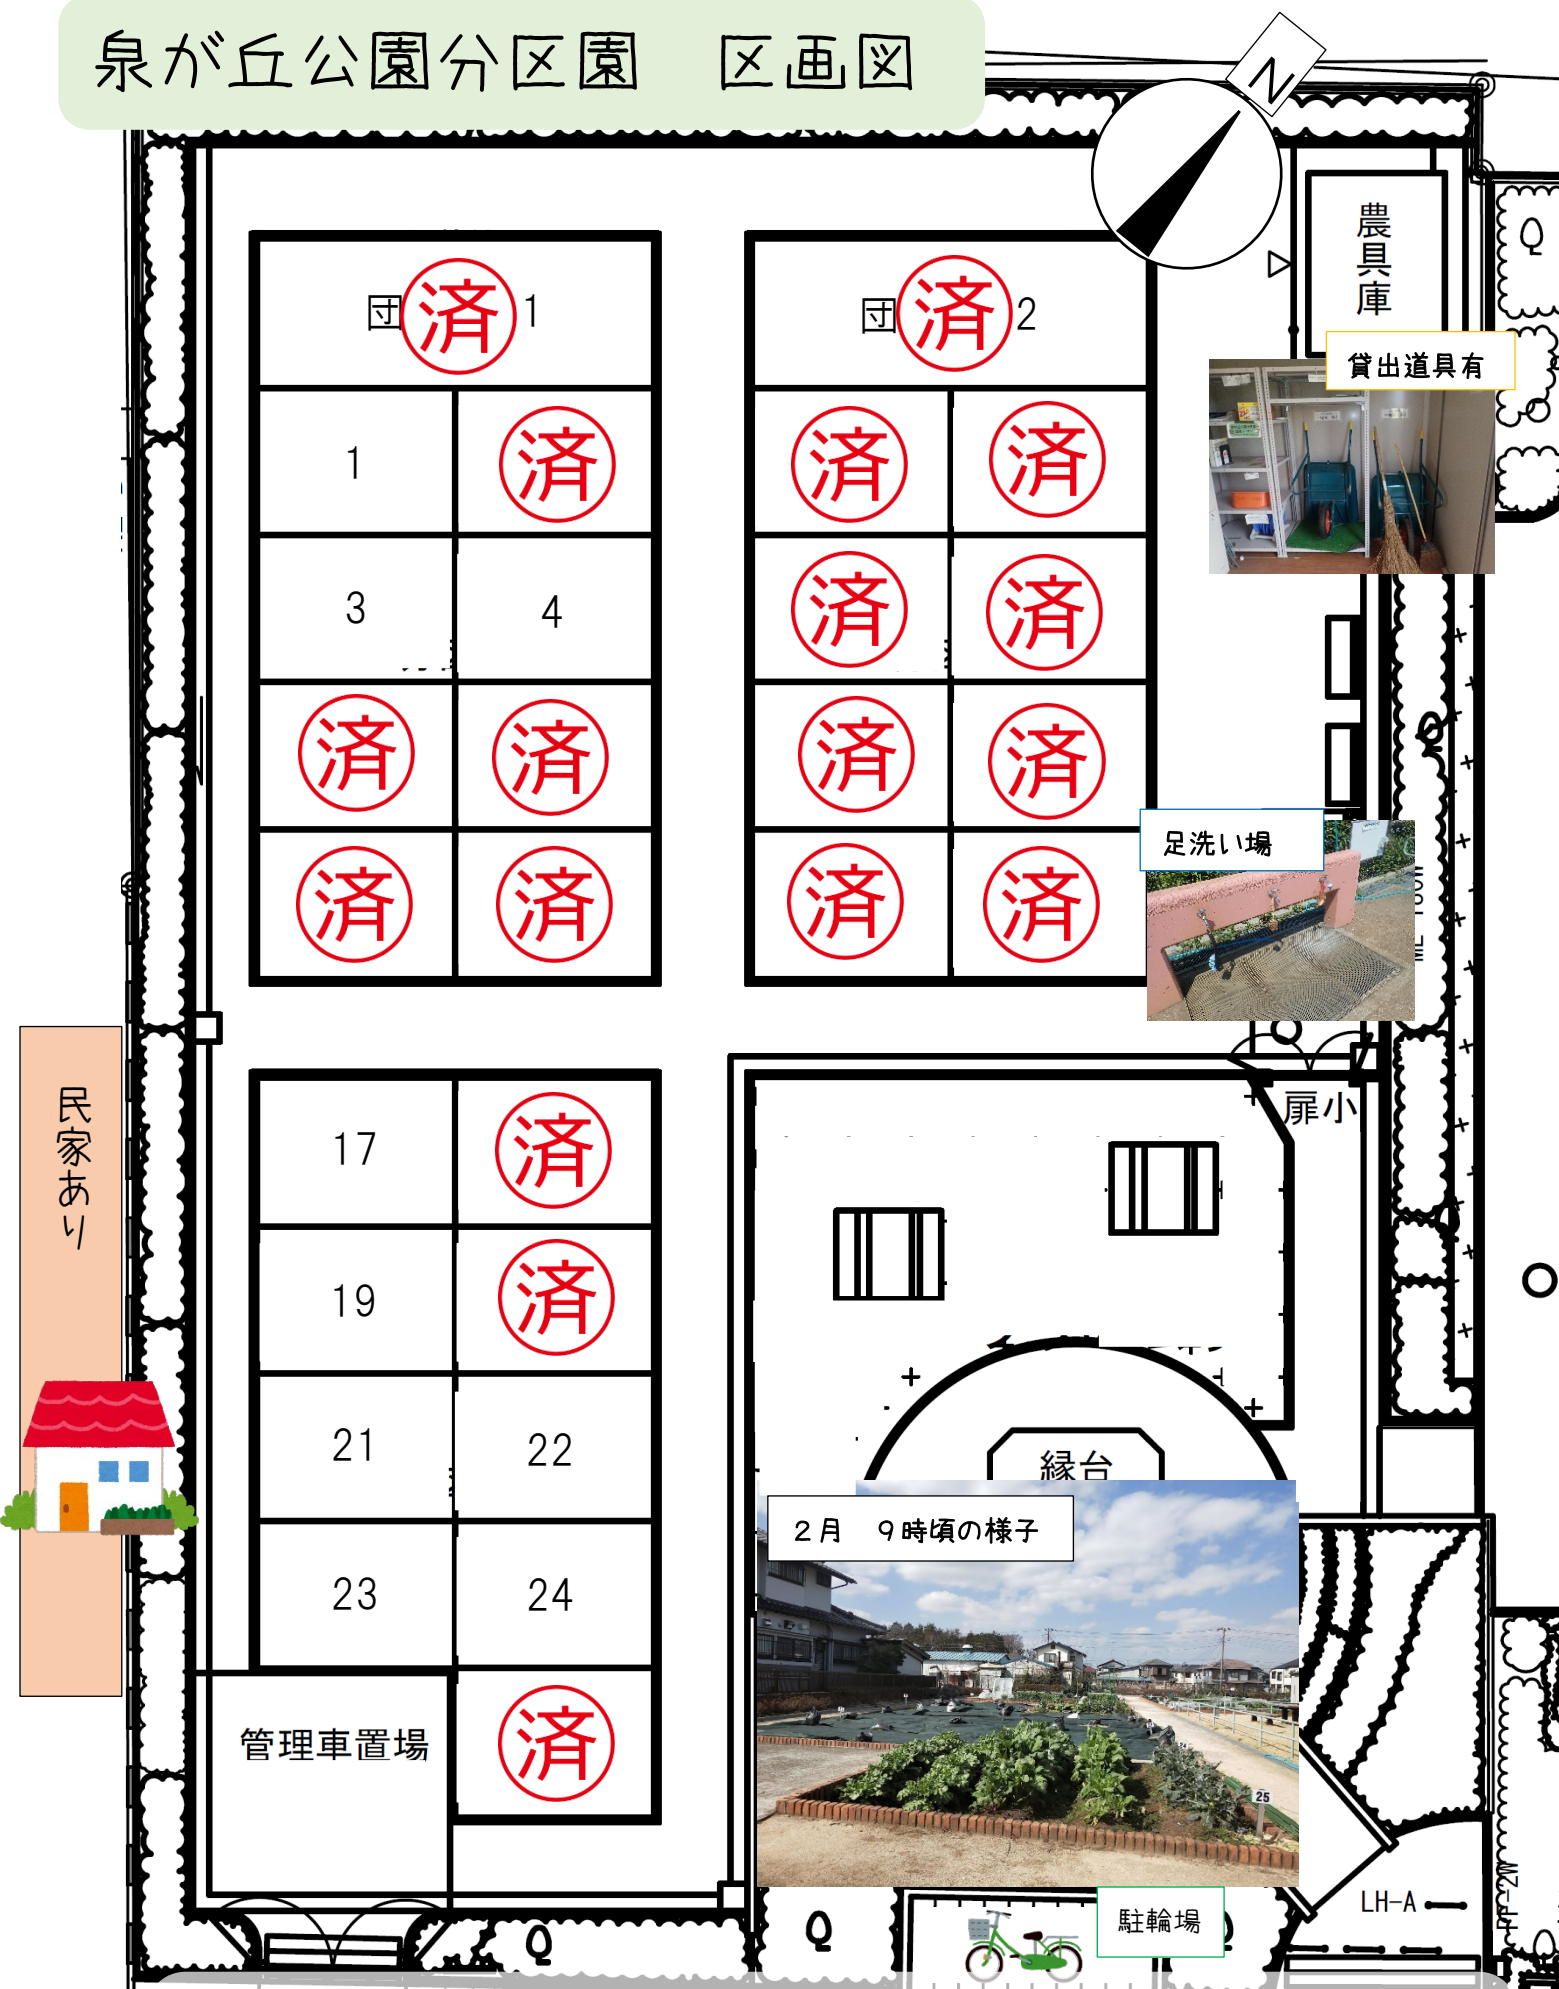 泉が丘公園分区園　区画図
N
農具庫
貸出道具有
団 済 1
団 済 2
1 済
済 済
3 4
済 済
済 済
済 済
済 済
済 済
足洗い場
民家あり
扉小
17 済
19 済
21 22
23 24
管理車置場 済
縁台
2月　9時頃の様子
25
LH-A
駐輪場